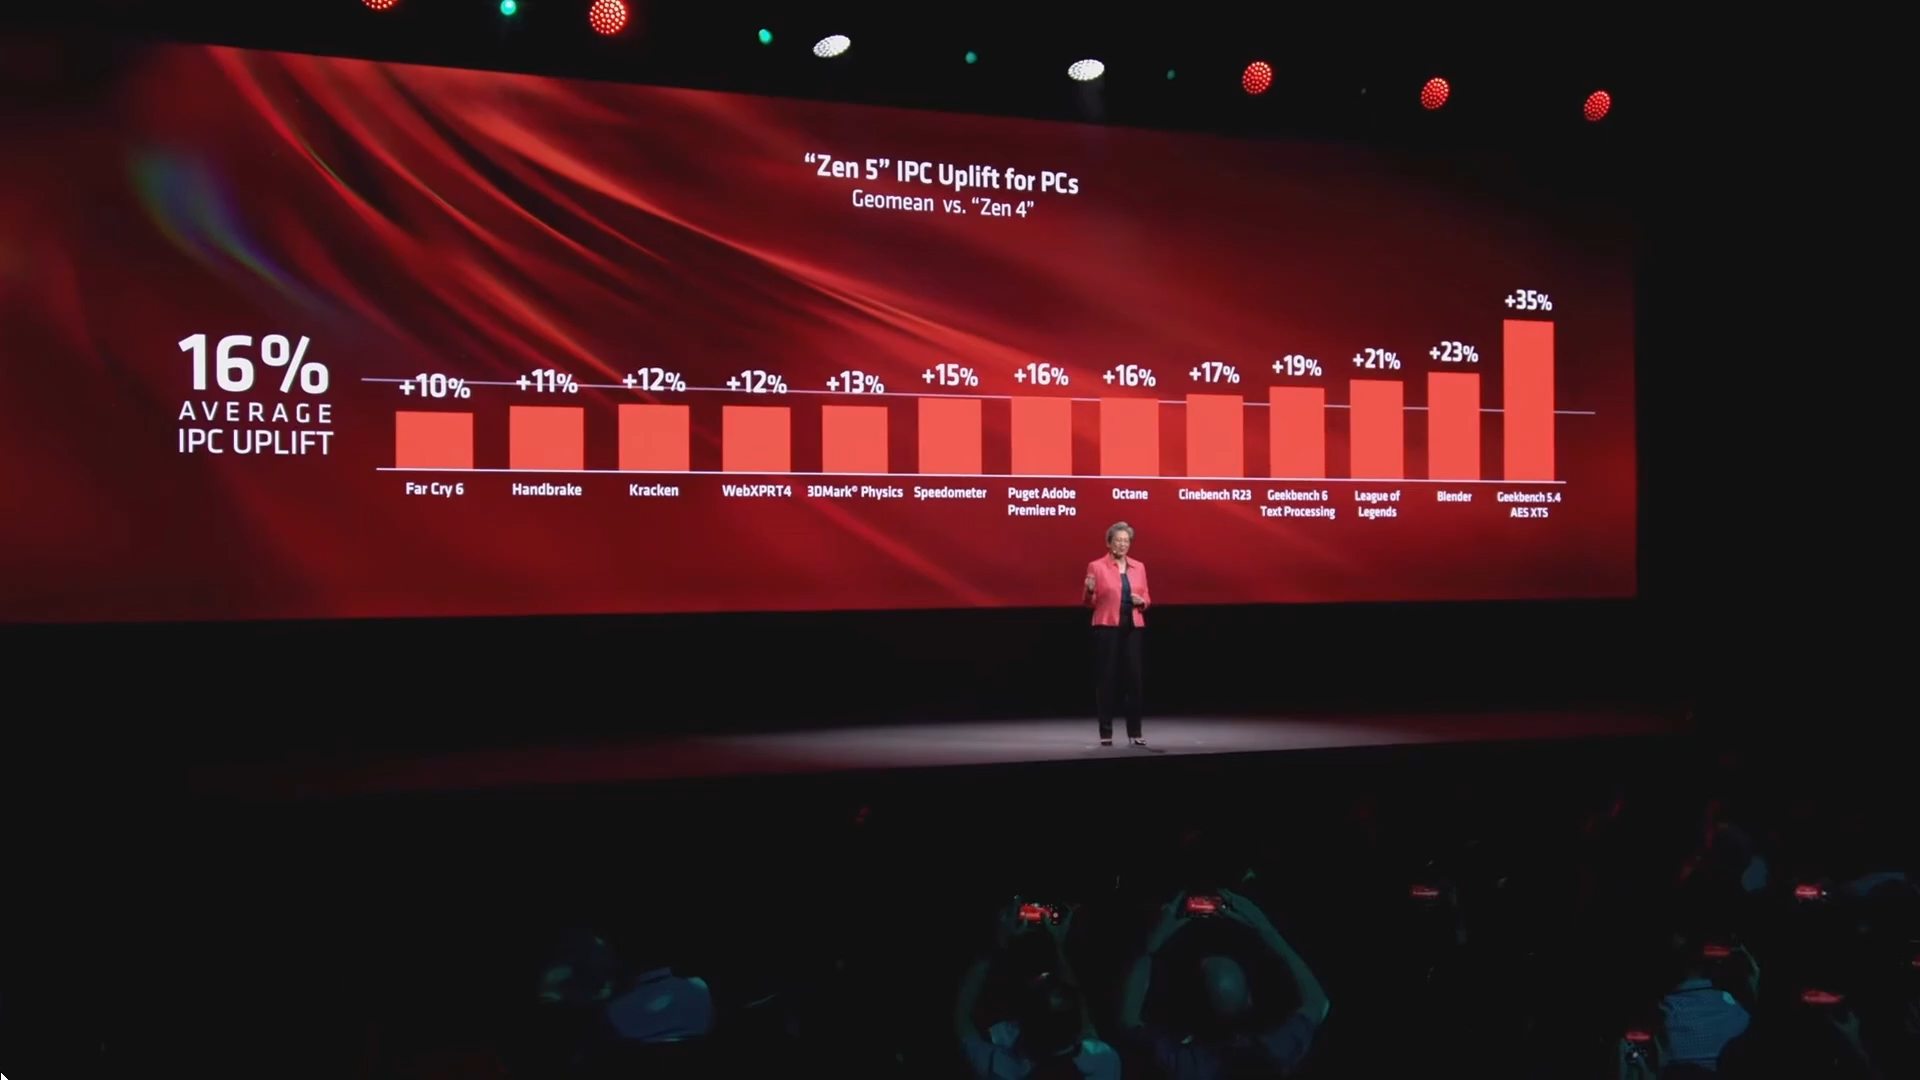 “Zen 5” IPC Uplift for PCs
Geomean vs. “Zen 4”
16%
AVERAGE
IPC UPLIFT
+10%
+11%
+12%
+12%
+13%
+15%
+16%
+16%
+17%
+19%
+21%
+23%
+35%
Far Cry 6
Handbrake
Kracken
WebXPRT4
3DMark® Physics
Speedometer
Puget Adobe
Premiere Pro
Octane
Cinebench R23
Geekbench 6
Text Processing
League of
Legends
Blender
Geekbench 5.4
AES XTS